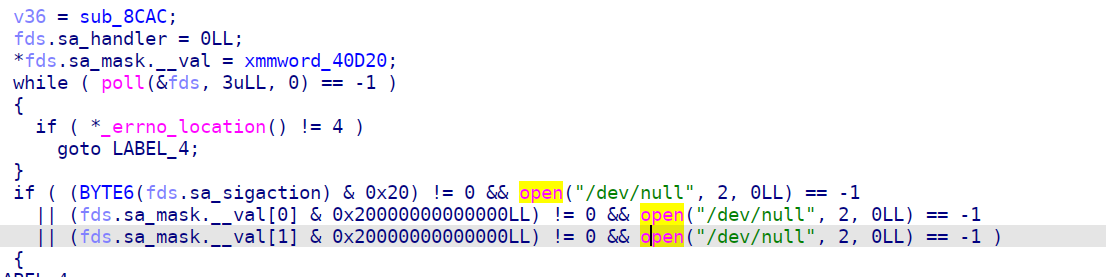 v36 = sub_8CAC;
fds.sa_handler = 0LL;
*fds.sa_mask.__val = xmmword_40D20;
while ( poll(&fds, 3uLL, 0) == -1 )
{
if ( *_errno_location() != 4 )
goto LABEL_4;
}
if ( (BYTE6(fds.sa_sigaction) & 0x20) != 0 && open("/dev/null", 2, 0LL) == -1
|| (fds.sa_mask.__val[0] & 0x20000000000000LL) != 0 && open("/dev/null", 2, 0LL) == -1
|| (fds.sa_mask.__val[1] & 0x20000000000000LL) != 0 && open("/dev/null", 2, 0LL) == -1 )
{